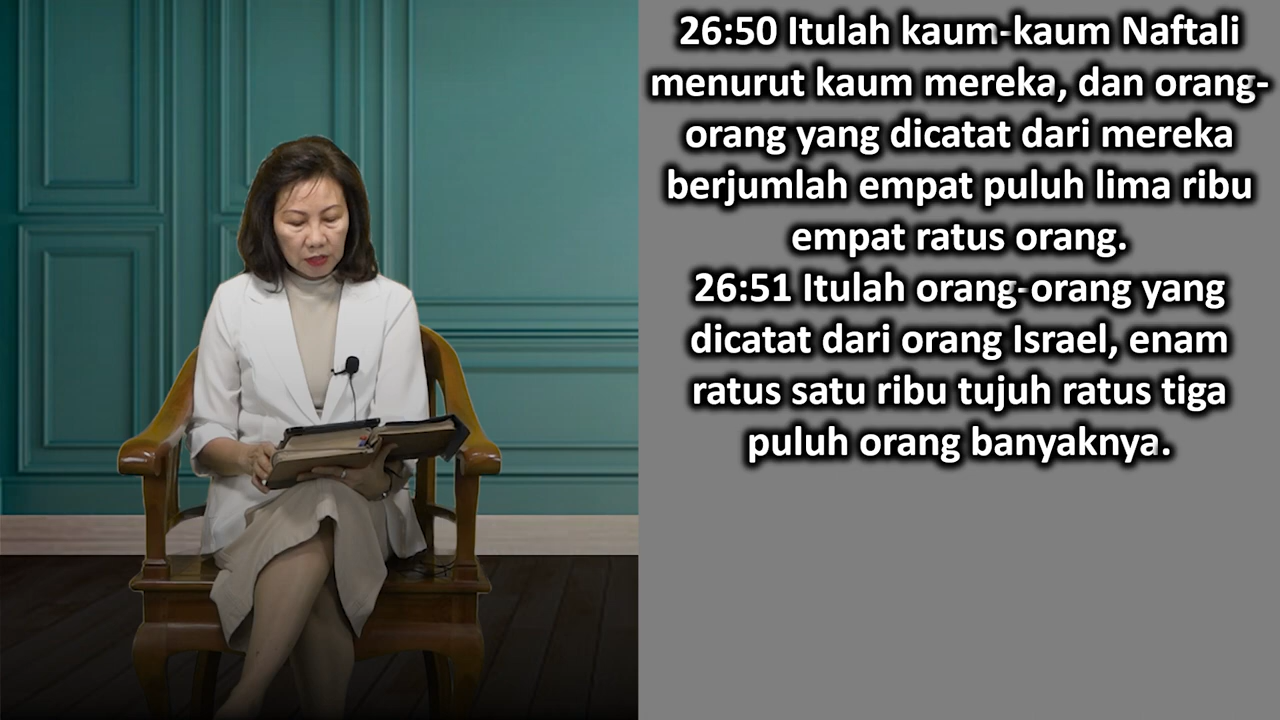 26:50 Itulah kaum-kaum Naftali
menurut kaum mereka, dan orang-
orang yang dicatat dari mereka
berjumlah empat puluh lima ribu
empat ratus orang.
26:51 Itulah orang-orang yang
dicatat dari orang Israel, enam
ratus satu ribu tujuh ratus tiga
puluh orang banyaknya.